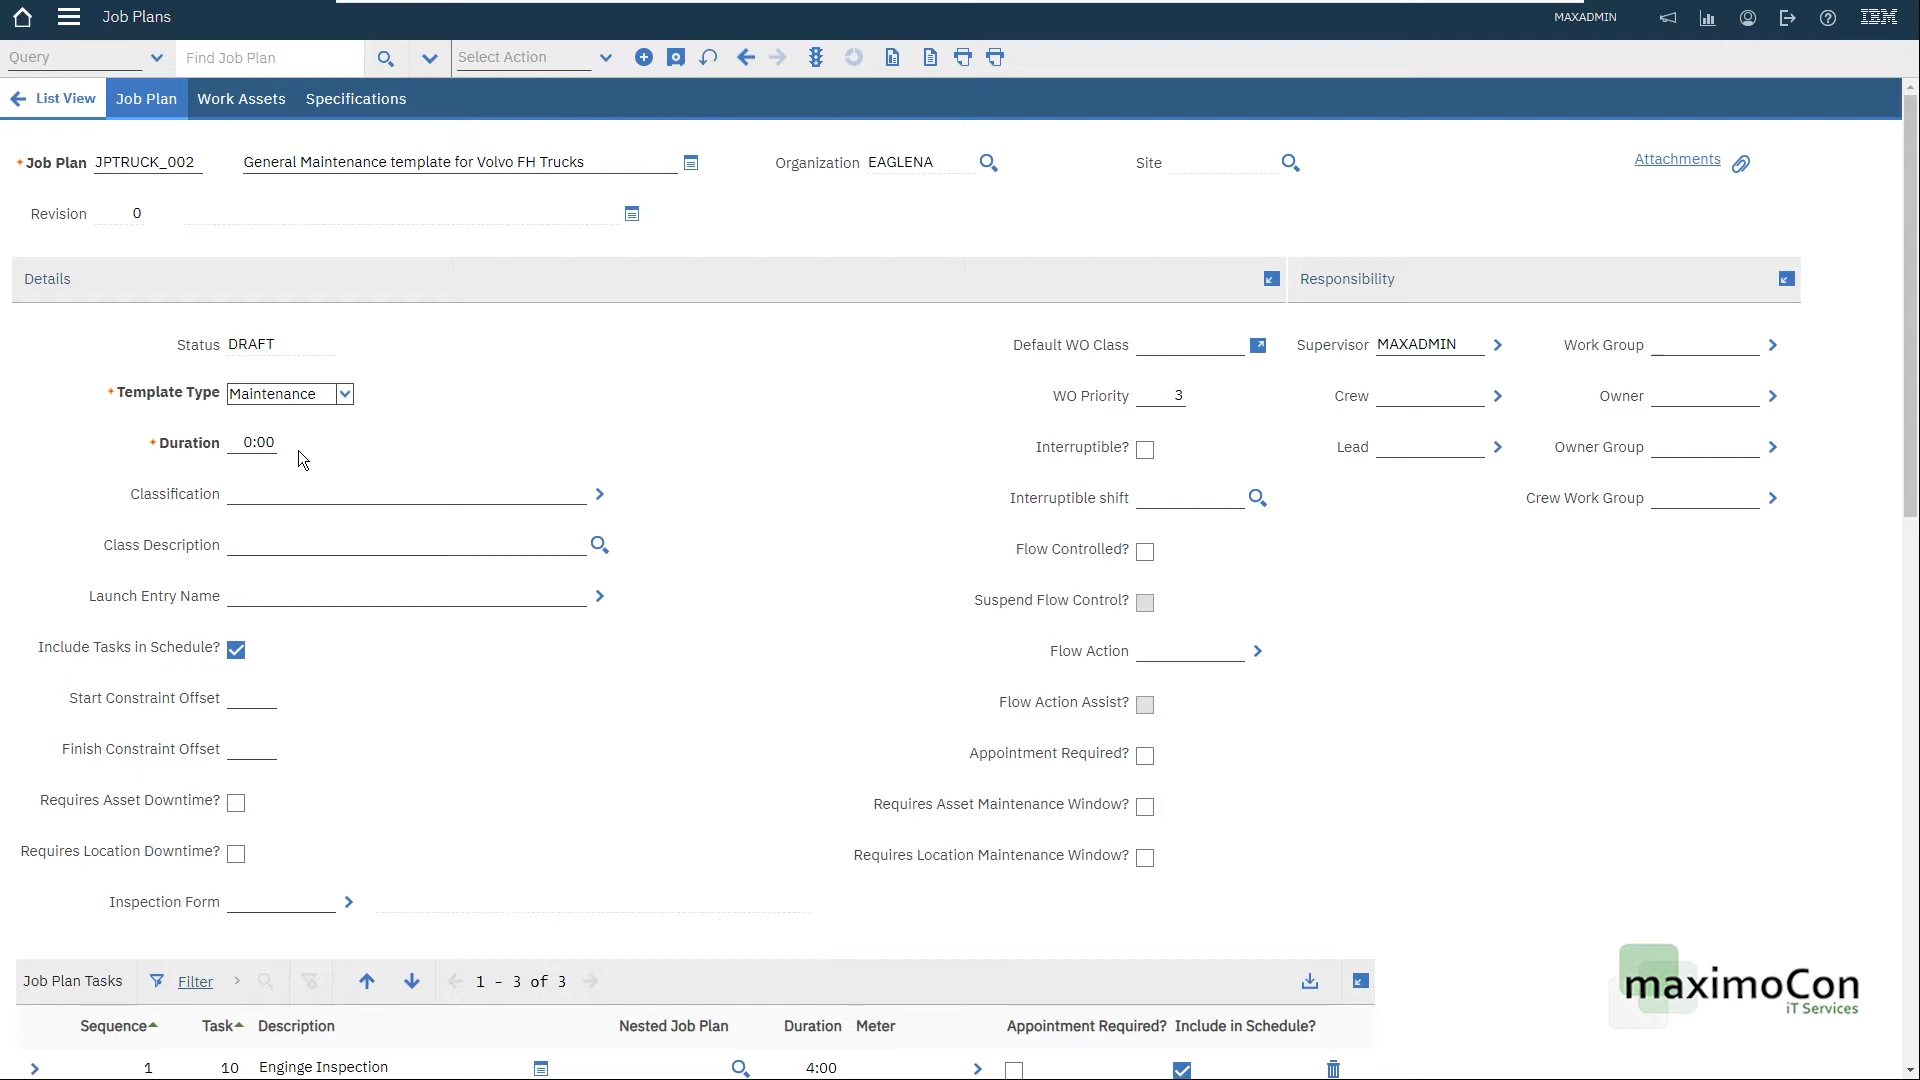 Job Plans
MAXADMIN
IBM
Query
Find Job Plan
Select Action
List View
Job Plan
Work Assets
Specifications
Job Plan JPTRUCK_002
General Maintenance template for Volvo FH Trucks
Organization EAGLENA
Site
Attachments
Revision 0
Details
Responsibility
Status DRAFT
Default WO Class
Supervisor MAXADMIN
Work Group
Template Type Maintenance
WO Priority 3
Crew
Owner
Duration 0:00
Interruptible?
Lead
Owner Group
Classification
Interruptible shift
Crew Work Group
Class Description
Flow Controlled?
Launch Entry Name
Suspend Flow Control?
Include Tasks in Schedule?
Flow Action
Start Constraint Offset
Flow Action Assist?
Finish Constraint Offset
Appointment Required?
Requires Asset Downtime?
Requires Asset Maintenance Window?
Requires Location Downtime?
Requires Location Maintenance Window?
Inspection Form
Job Plan Tasks
Filter
1 - 3 of 3
maximoCon
iT Services
Sequence Task Description Nested Job Plan Duration Meter Appointment Required? Include in Schedule?
1 10 Enginge Inspection 4:00